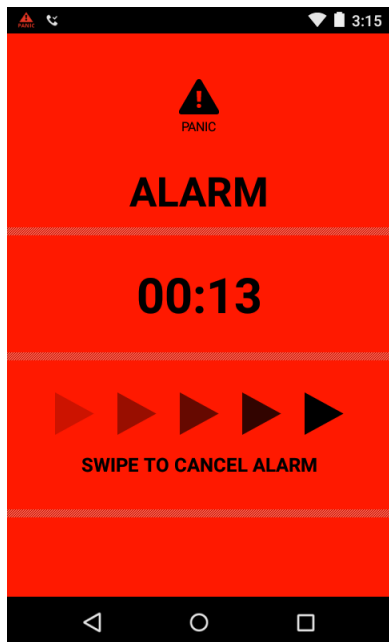 PANIC
3:15
PANIC
ALARM
00:13
SWIPE TO CANCEL ALARM